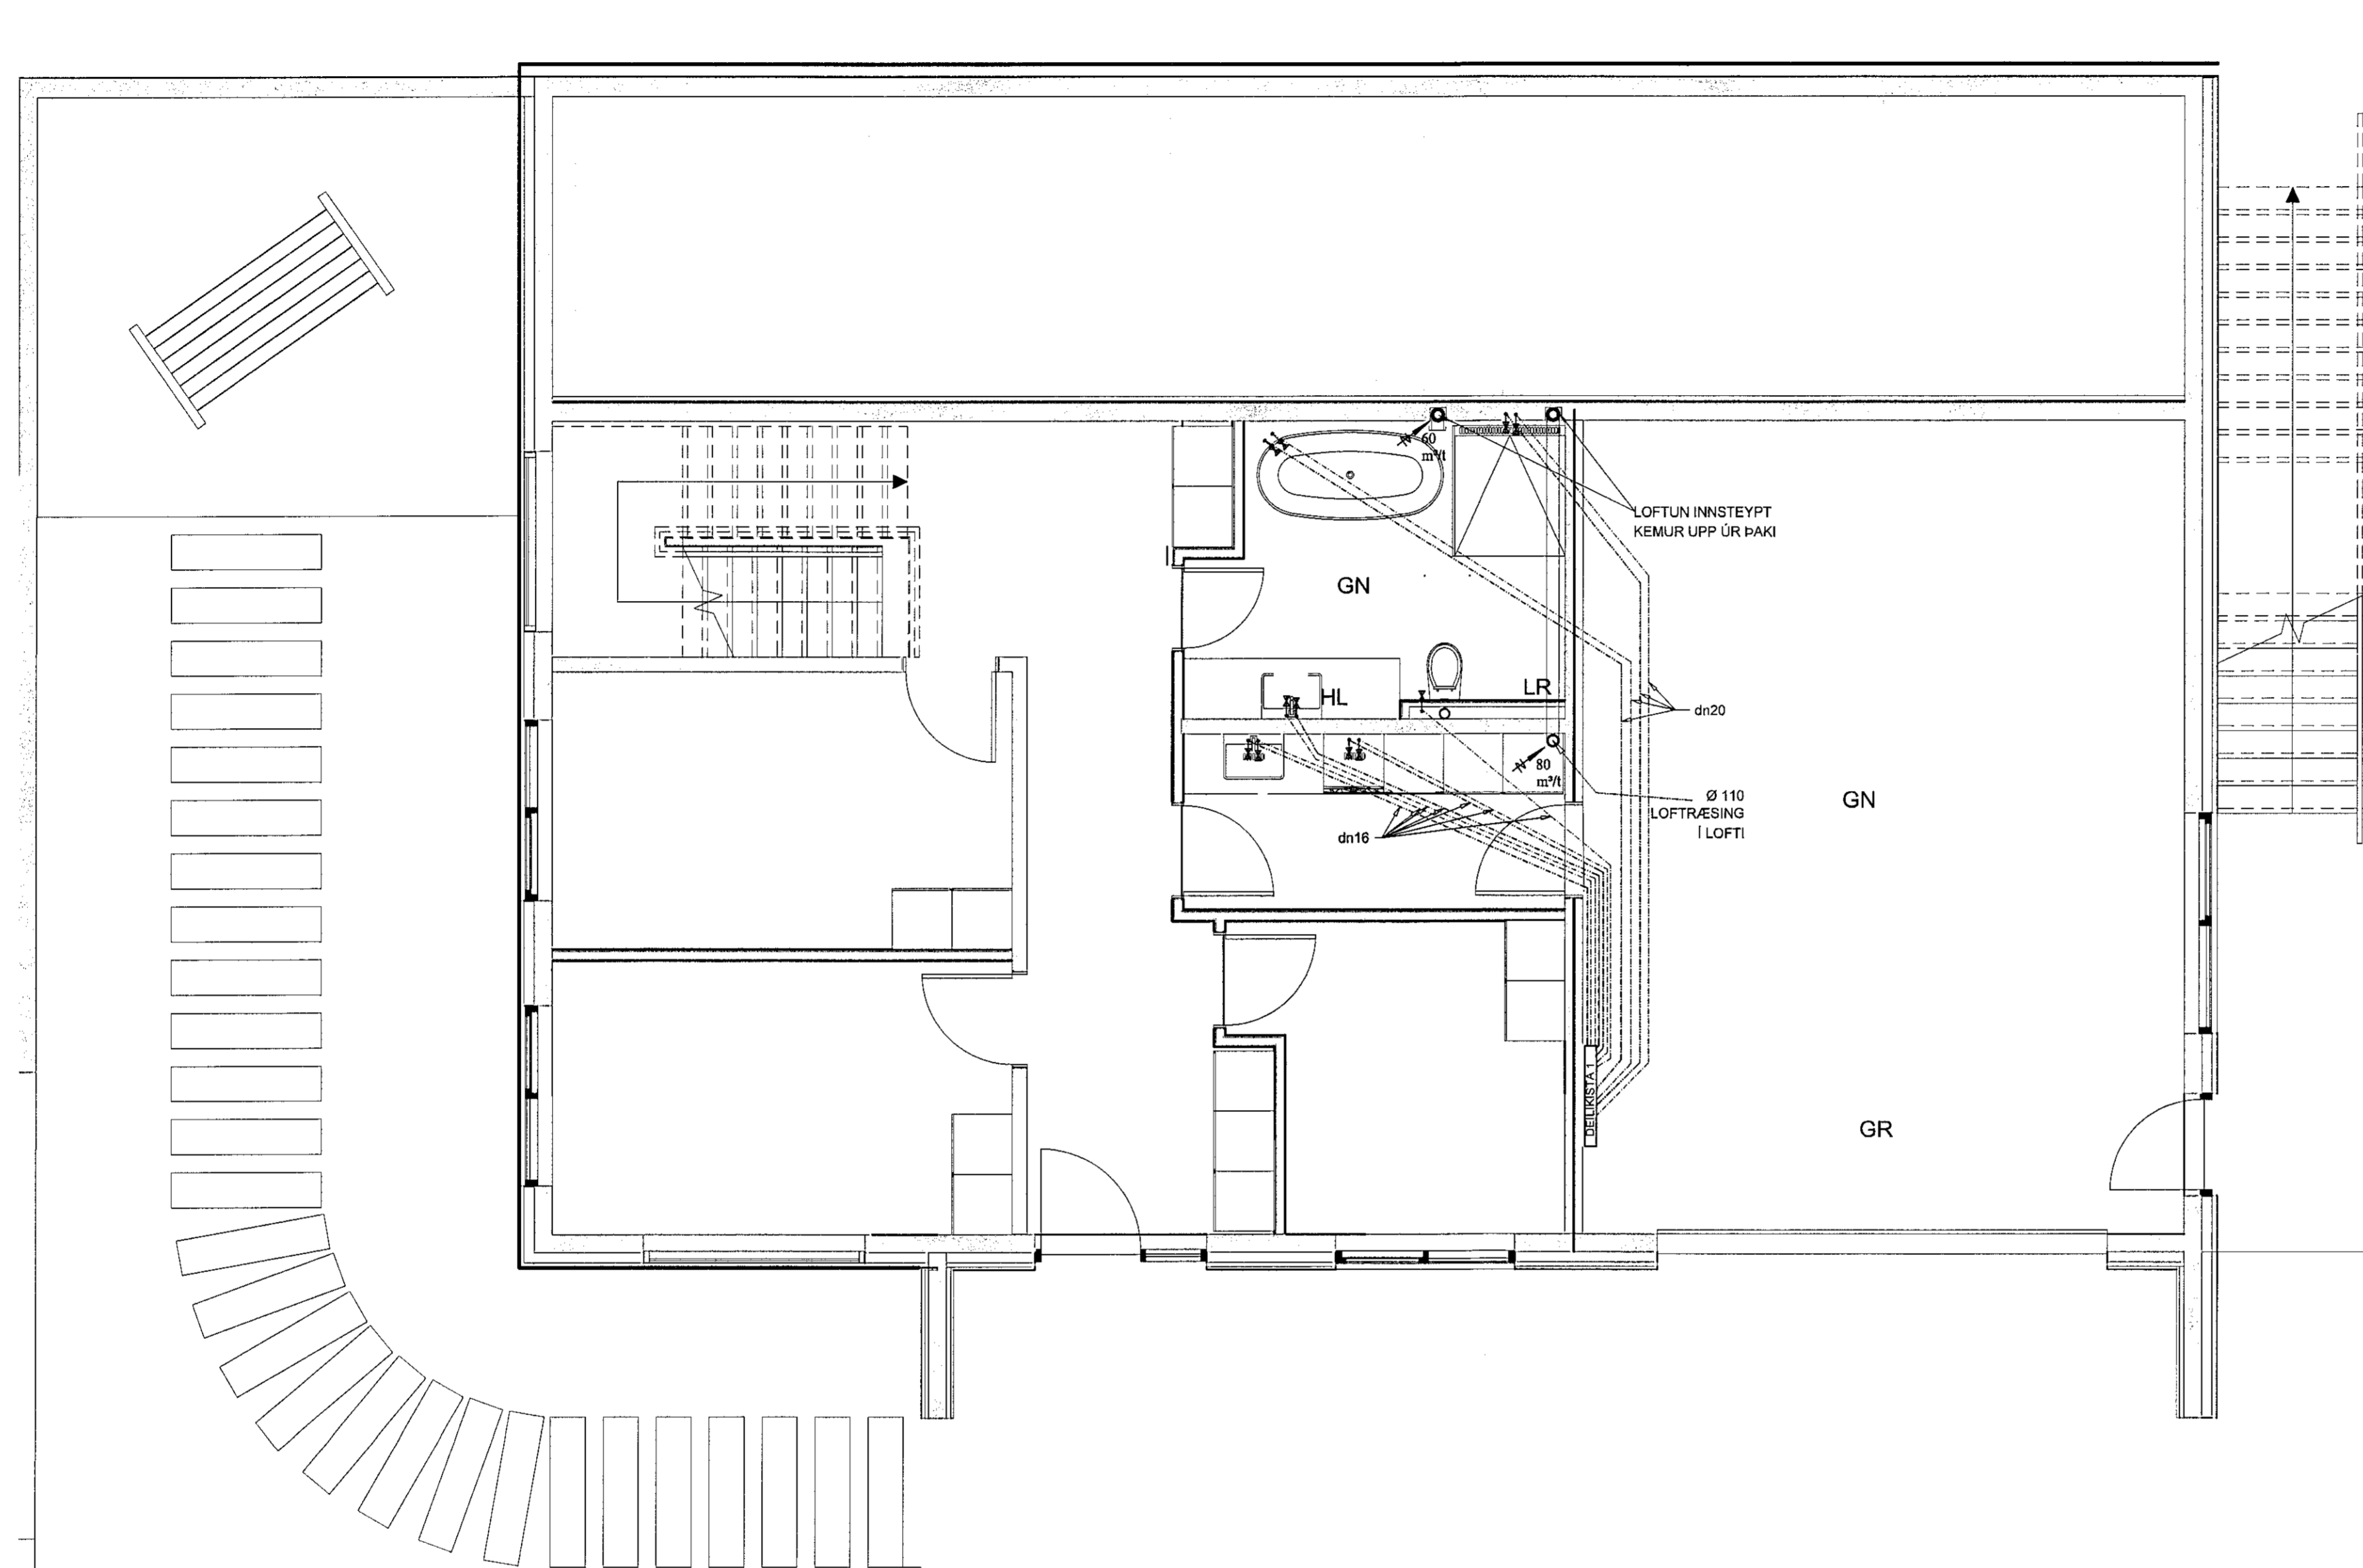 60
m³/t
LOFTUN INNSTEYPT
KEMUR UPP ÚR ÞAKI
GN
HL
LR
dn20
80
m³/t
Ø 110
LOFTRÆSING
Í LOFTI
GN
dn16
DEILIKISTA 1
GR